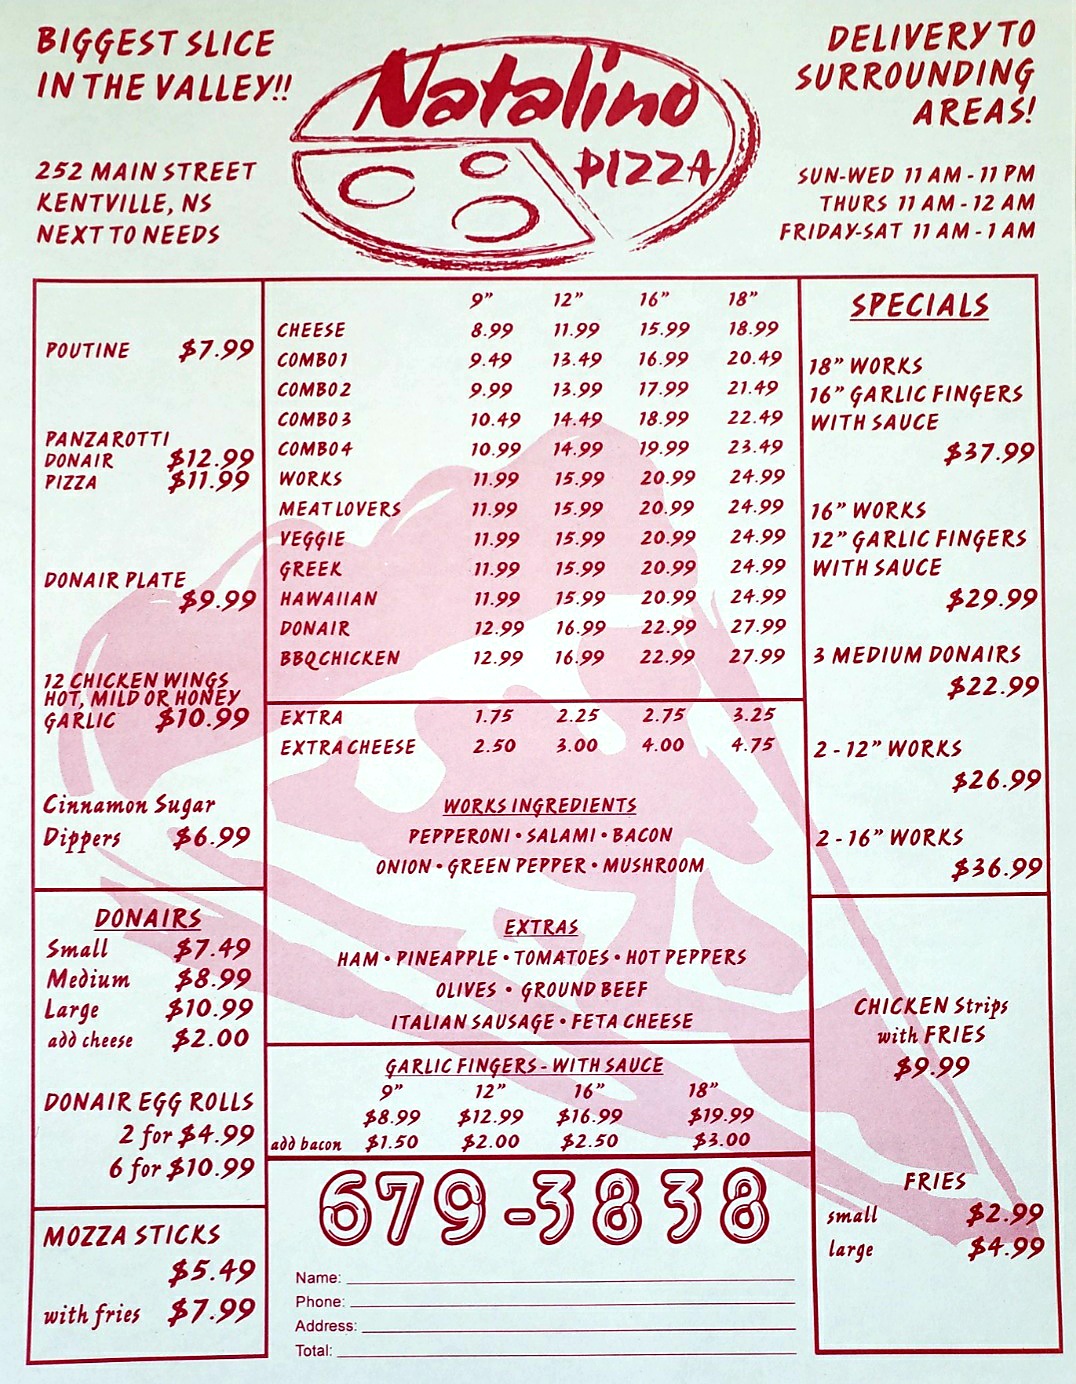 BIGGEST SLICE
IN THE VALLEY!!
252 MAIN STREET
KENTVILLE, NS
NEXT TO NEEDS
Natalino
PIZZA
DELIVERY TO
SURROUNDING
AREAS!
SUN-WED 11 AM - 11 PM
THURS 11 AM - 12 AM
FRIDAY-SAT 11 AM - 1 AM
POUTINE $7.99
PANZAROTTI
DONAIR $12.99
PIZZA $11.99
DONAIR PLATE
$9.99
12 CHICKEN WINGS
HOT, MILD OR HONEY
GARLIC $10.99
Cinnamon Sugar
Dippers $6.99
DONAIRS
Small $7.49
Medium $8.99
Large $10.99
add cheese $2.00
DONAIR EGG ROLLS
2 for $4.99
6 for $10.99
MOZZA STICKS
$5.49
with fries $7.99
9" 12" 16" 18"
CHEESE 8.99 11.99 15.99 18.99
COMBO 1 9.49 13.49 16.99 20.49
COMBO 2 9.99 13.99 17.99 21.49
COMBO 3 10.49 14.49 18.99 22.49
COMBO 4 10.99 14.99 19.99 23.49
WORKS 11.99 15.99 20.99 24.99
MEAT LOVERS 11.99 15.99 20.99 24.99
VEGGIE 11.99 15.99 20.99 24.99
GREEK 11.99 15.99 20.99 24.99
HAWAIIAN 11.99 15.99 20.99 24.99
DONAIR 12.99 16.99 22.99 27.99
BBQ CHICKEN 12.99 16.99 22.99 27.99
EXTRA 1.75 2.25 2.75 3.25
EXTRA CHEESE 2.50 3.00 4.00 4.75
WORKS INGREDIENTS
PEPPERONI • SALAMI • BACON
ONION • GREEN PEPPER • MUSHROOM
EXTRAS
HAM • PINEAPPLE • TOMATOES • HOT PEPPERS
OLIVES • GROUND BEEF
ITALIAN SAUSAGE • FETA CHEESE
GARLIC FINGERS - WITH SAUCE
9" 12" 16" 18"
$8.99 $12.99 $16.99 $19.99
add bacon $1.50 $2.00 $2.50 $3.00
679-3838
Name:
Phone:
Address:
Total:
SPECIALS
18" WORKS
16" GARLIC FINGERS
WITH SAUCE
$37.99
16" WORKS
12" GARLIC FINGERS
WITH SAUCE
$29.99
3 MEDIUM DONAIRS
$22.99
2 - 12" WORKS
$26.99
2 - 16" WORKS
$36.99
CHICKEN Strips
with FRIES
$9.99
FRIES
small $2.99
large $4.99